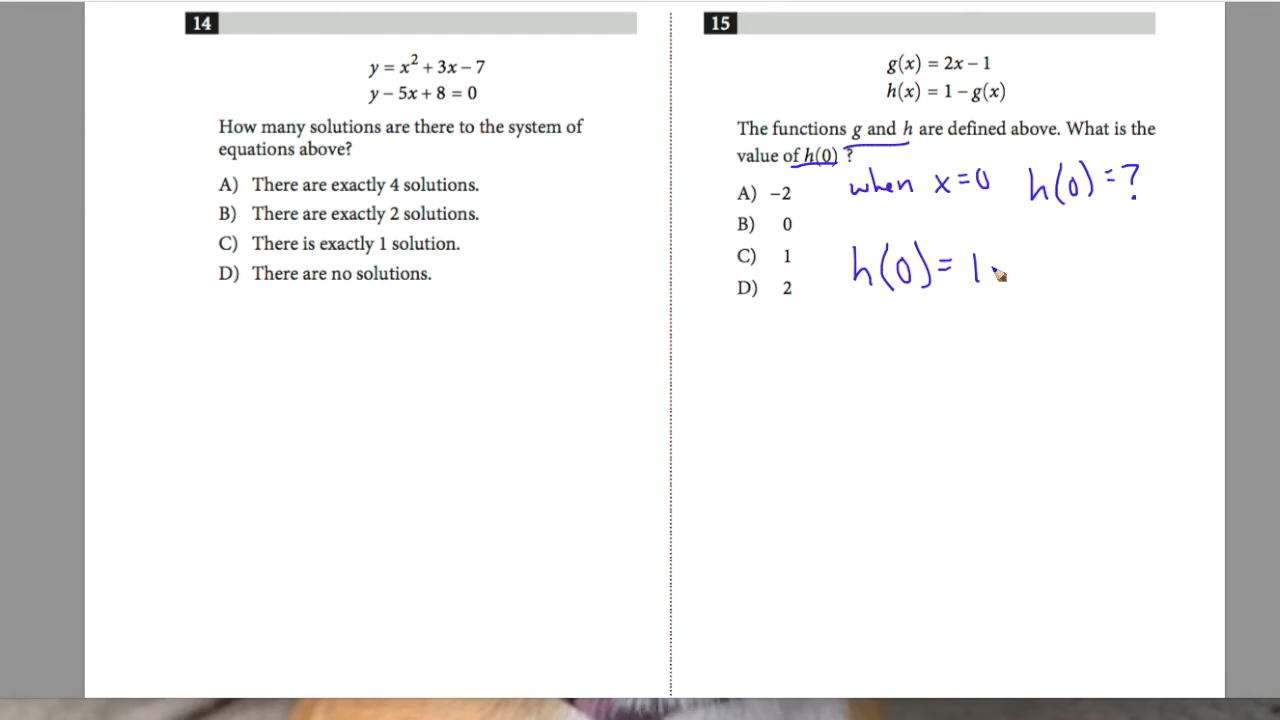 14
y = x² + 3x – 7
y – 5x + 8 = 0
How many solutions are there to the system of
equations above?
A) There are exactly 4 solutions.
B) There are exactly 2 solutions.
C) There is exactly 1 solution.
D) There are no solutions.
15
g(x) = 2x – 1
h(x) = 1 – g(x)
The functions g and h are defined above. What is the
value of h(0) ?
when x=0 h(0)=?
A) –2
B) 0
C) 1
D) 2
h(0)= 1